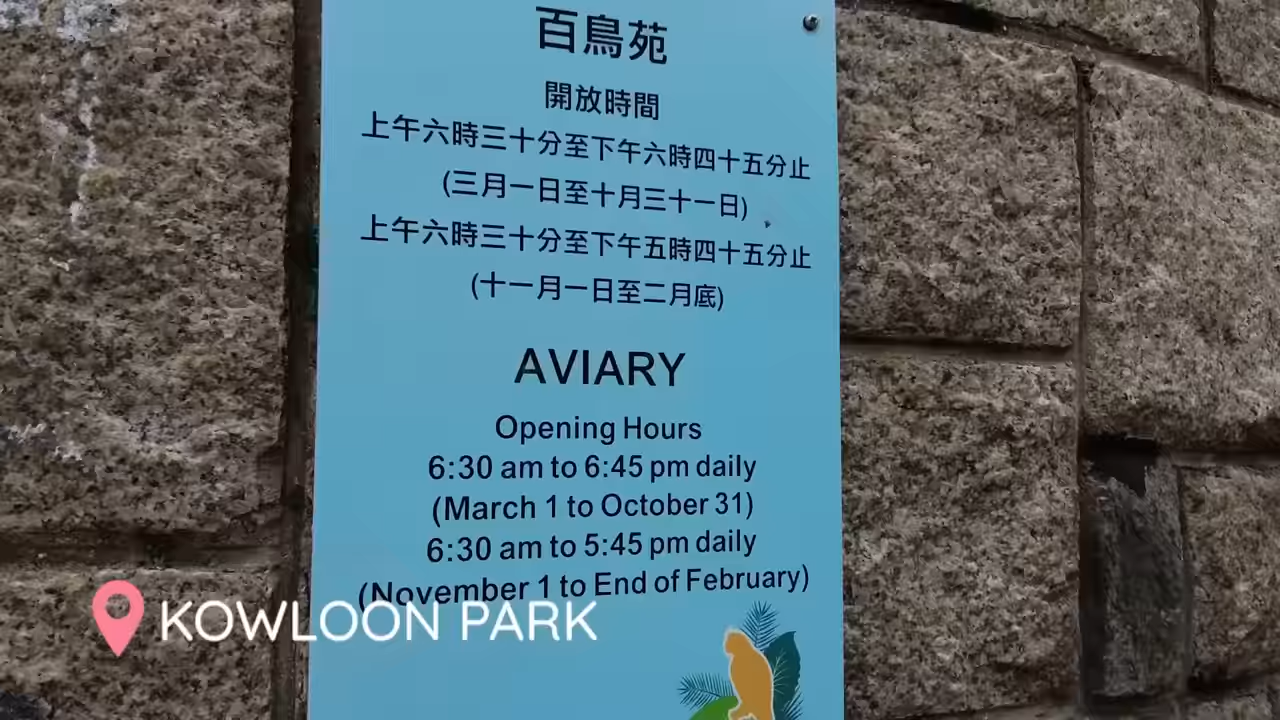 百鳥苑
開放時間
上午六時三十分至下午六時四十五分止
(三月一日至十月三十一日)
上午六時三十分至下午五時四十五分止
(十一月一日至二月底)
AVIARY
Opening Hours
6:30 am to 6:45 pm daily
(March 1 to October 31)
6:30 am to 5:45 pm daily
(November 1 to End of February)
KOWLOON PARK